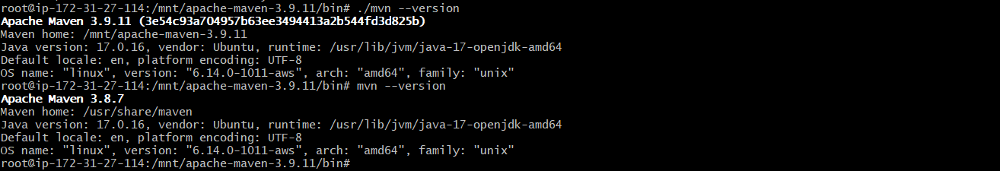 root@ip-172-31-27-114:/mnt/apache-maven-3.9.11/bin# ./mvn --version
Apache Maven 3.9.11 (3e54c93a704957b63ee3494413a2b544fd3d825b)
Maven home: /mnt/apache-maven-3.9.11
Java version: 17.0.16, vendor: Ubuntu, runtime: /usr/lib/jvm/java-17-openjdk-amd64
Default locale: en, platform encoding: UTF-8
OS name: "linux", version: "6.14.0-1011-aws", arch: "amd64", family: "unix"
root@ip-172-31-27-114:/mnt/apache-maven-3.9.11/bin# mvn --version
Apache Maven 3.8.7
Maven home: /usr/share/maven
Java version: 17.0.16, vendor: Ubuntu, runtime: /usr/lib/jvm/java-17-openjdk-amd64
Default locale: en, platform encoding: UTF-8
OS name: "linux", version: "6.14.0-1011-aws", arch: "amd64", family: "unix"
root@ip-172-31-27-114:/mnt/apache-maven-3.9.11/bin#